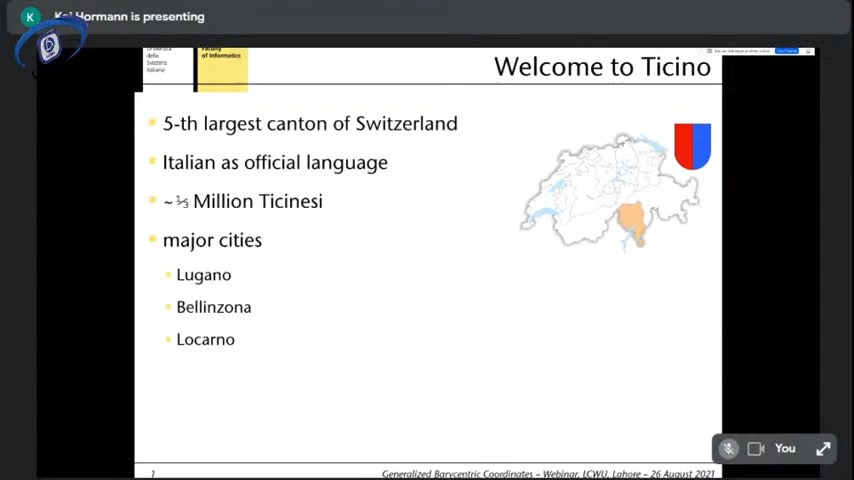 K
Kai Hormann is presenting
della
Svizzera
italiana
Faculty
of Informatics
Welcome to Ticino
5-th largest canton of Switzerland
Italian as official language
~⅓ Million Ticinesi
major cities
Lugano
Bellinzona
Locarno
You
1
Generalized Barycentric Coordinates – Webinar, LCWU, Lahore – 26 August 2021